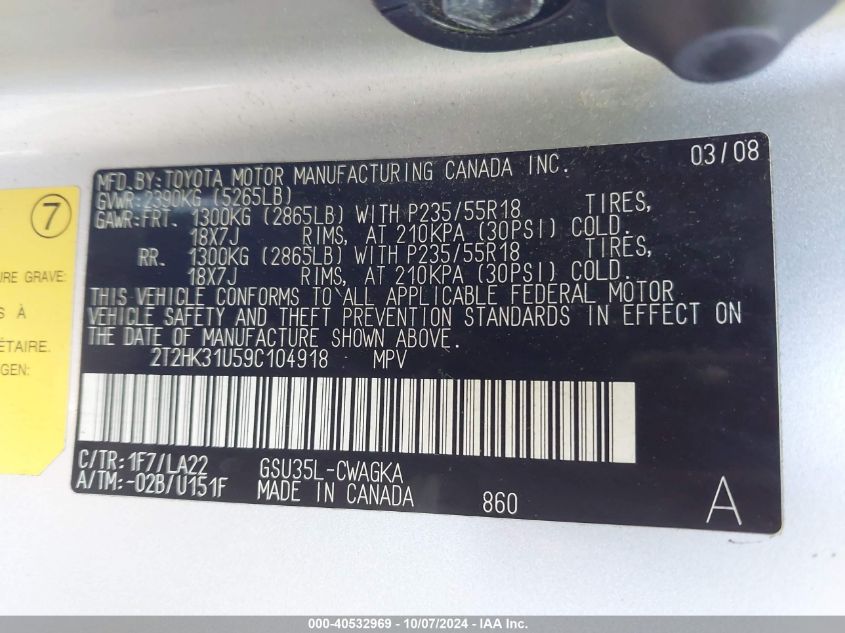 MFD. BY: TOYOTA MOTOR MANUFACTURING CANADA INC. 03/08
GVWR: 2390KG (5265LB)
GAWR: FRT. 1300KG (2865LB) WITH P235/55R18 TIRES,
18X7J RIMS, AT 210KPA (30PSI) COLD.
RR. 1300KG (2865LB) WITH P235/55R18 TIRES,
18X7J RIMS, AT 210KPA (30PSI) COLD.
THIS VEHICLE CONFORMS TO ALL APPLICABLE FEDERAL MOTOR
VEHICLE SAFETY AND THEFT PREVENTION STANDARDS IN EFFECT ON
THE DATE OF MANUFACTURE SHOWN ABOVE.
2T2HK31U59C104918 MPV
C/TR: 1F7/LA22 GSU35L-CWAGKA
A/TM: -02B/U151F MADE IN CANADA 860 A
7
URE GRAVE:
S À
ÉTAIRE.
GEN:
000-40532969 - 10/07/2024 - IAA Inc.